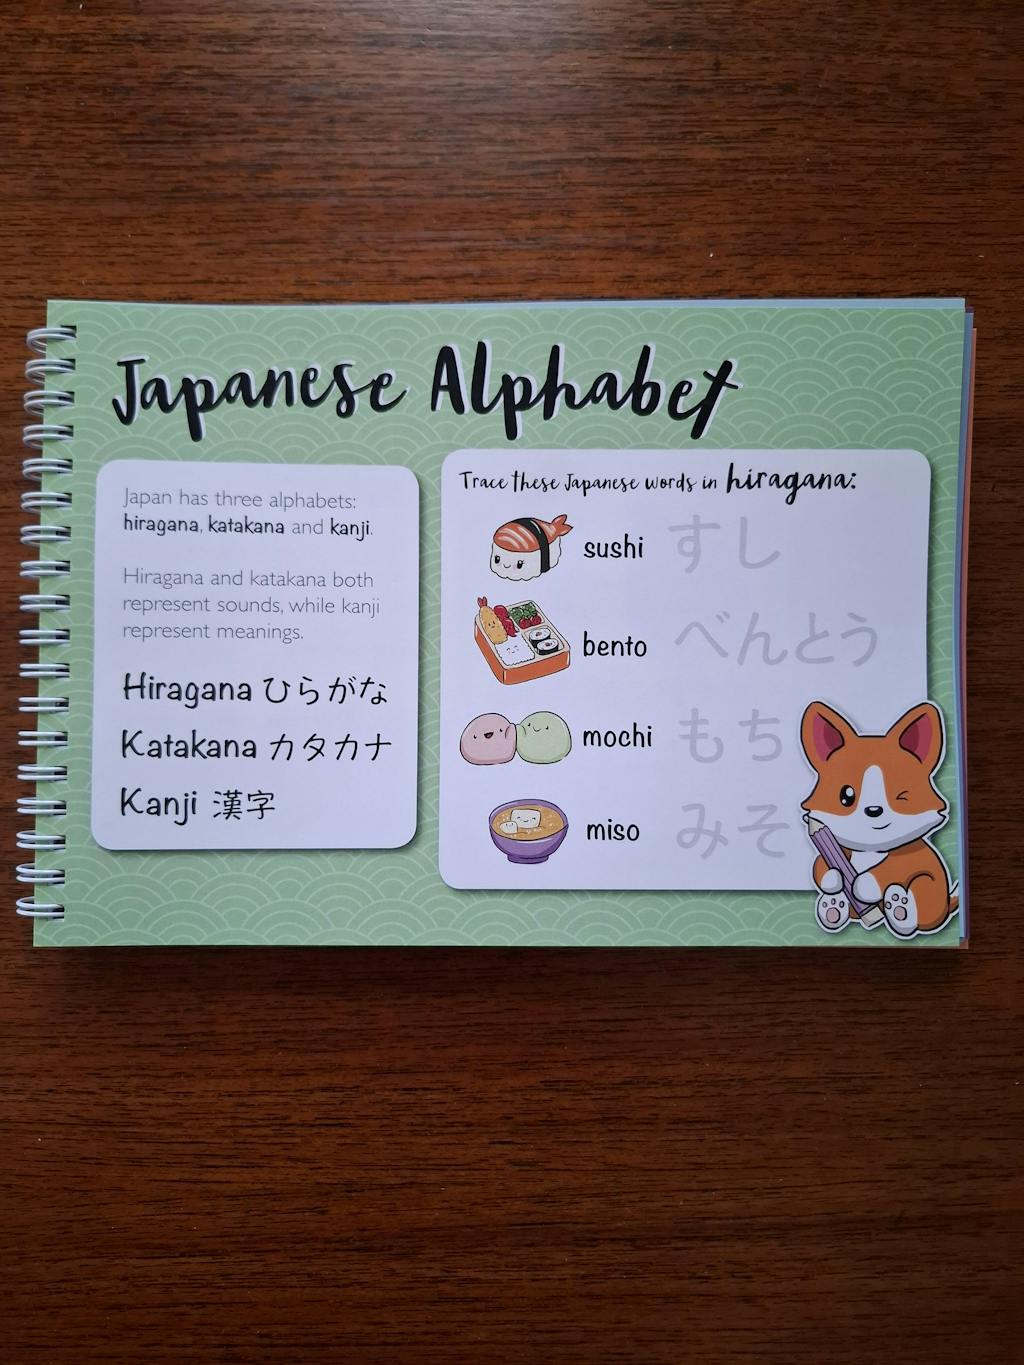 Japanese Alphabet
Japan has three alphabets:
hiragana, katakana and kanji.
Hiragana and katakana both
represent sounds, while kanji
represent meanings.
Hiragana ひらがな
Katakana カタカナ
Kanji 漢字
Trace these Japanese words in hiragana:
sushi すし
bento べんとう
mochi もち
miso みそ